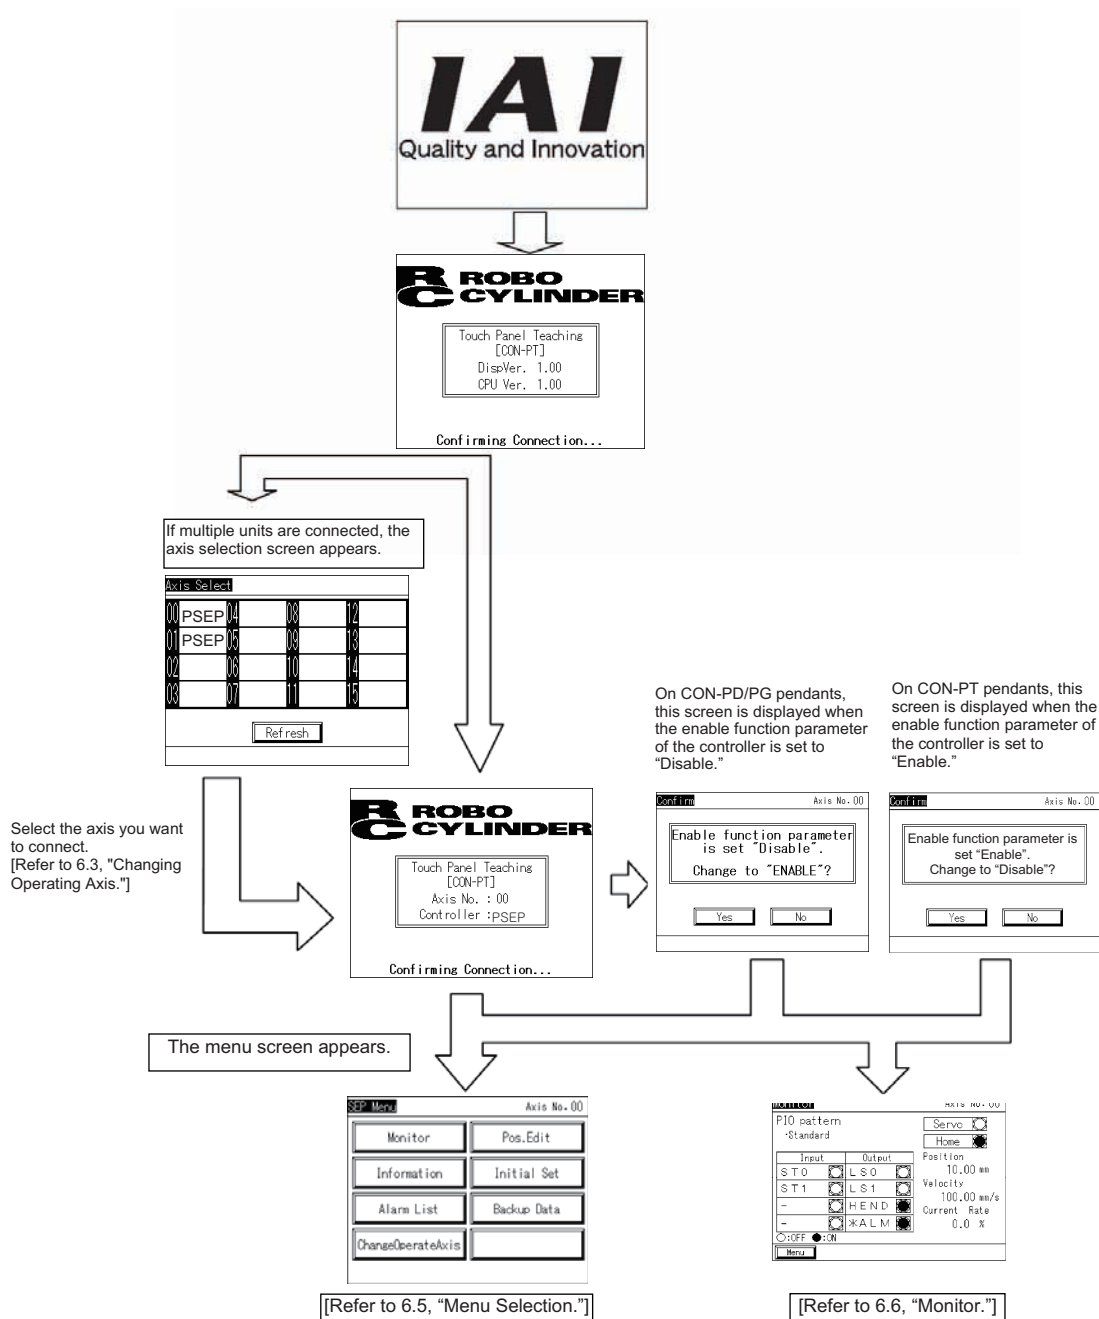 IAI
Quality and Innovation
RC ROBO
CYLINDER
Touch Panel Teaching
[CON-PT]
DispVer. 1.00
CPU Ver. 1.00
Confirming Connection...
If multiple units are connected, the
axis selection screen appears.
Axis Select
00 PSEP 04 08 12
01 PSEP 05 09 13
02 06 10 14
03 07 11 15
Refresh
Select the axis you want
to connect.
[Refer to 6.3, "Changing
Operating Axis."]
RC ROBO
CYLINDER
Touch Panel Teaching
[CON-PT]
Axis No. : 00
Controller :PSEP
Confirming Connection...
On CON-PD/PG pendants,
this screen is displayed when
the enable function parameter
of the controller is set to
“Disable.”
Confirm Axis No. 00
Enable function parameter
is set "Disable".
Change to "ENABLE"?
Yes No
On CON-PT pendants, this
screen is displayed when the
enable function parameter of
the controller is set to
“Enable.”
Confirm Axis No. 00
Enable function parameter is
set “Enable”.
Change to “Disable”?
Yes No
The menu screen appears.
SEP Menu Axis No. 00
Monitor Pos.Edit
Information Initial Set
Alarm List Backup Data
ChangeOperateAxis
[Refer to 6.5, “Menu Selection.”]
Monitor Axis No. 00
PIO pattern
·Standard
Servo
Home
Input Output
ST0 LS0
ST1 LS1
- HEND
- *ALM
○:OFF ●:ON
Position
10.00 mm
Velocity
100.00 mm/s
Current Rate
0.0 %
Menu
[Refer to 6.6, “Monitor.”]